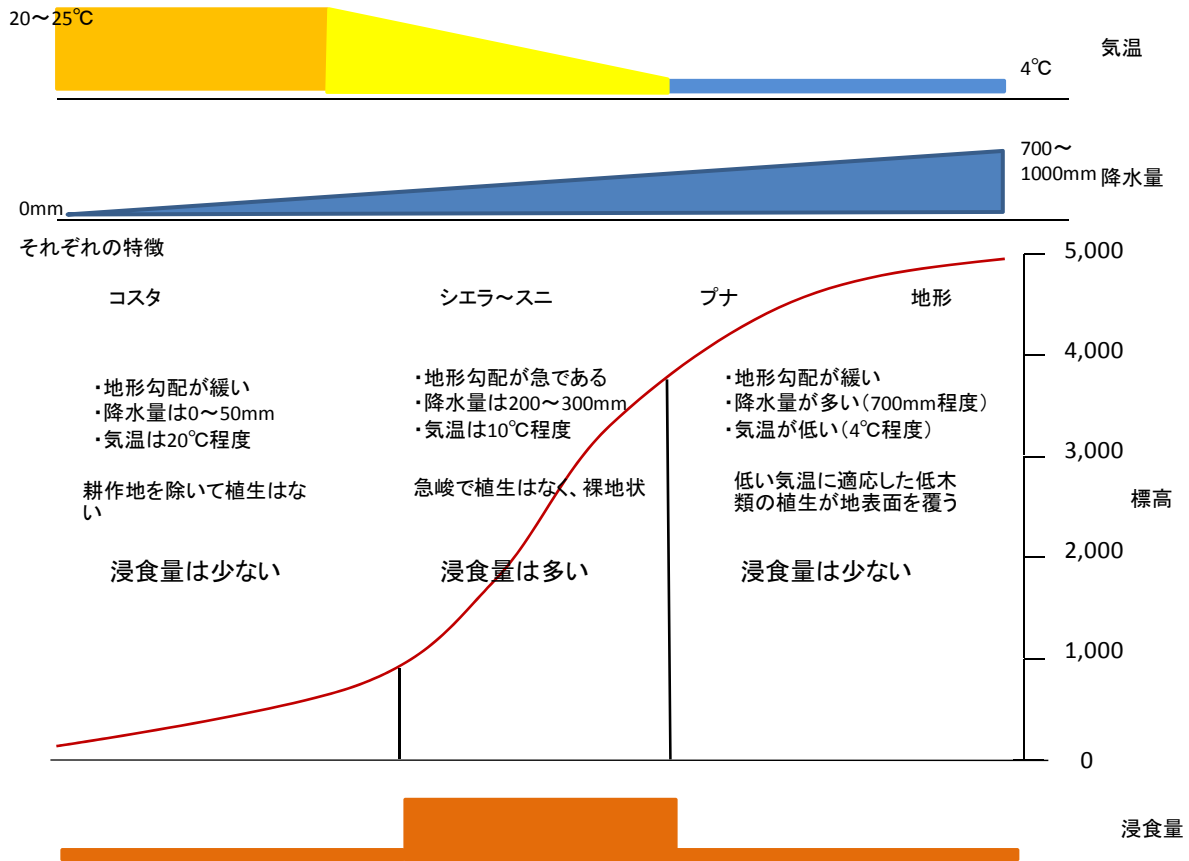 20～25℃
気温
4℃
700～
1000mm
降水量
0mm
それぞれの特徴
5,000
コスタ
シエラ～スニ
プナ
地形
4,000
・地形勾配が緩い
・降水量は0～50mm
・気温は20℃程度
・地形勾配が急である
・降水量は200～300mm
・気温は10℃程度
・地形勾配が緩い
・降水量が多い（700mm程度）
・気温が低い（4℃程度）
3,000
耕作地を除いて植生はな
い
急峻で植生はなく、裸地状
低い気温に適応した低木
類の植生が地表面を覆う
標高
2,000
浸食量は少ない
浸食量は多い
浸食量は少ない
1,000
0
浸食量